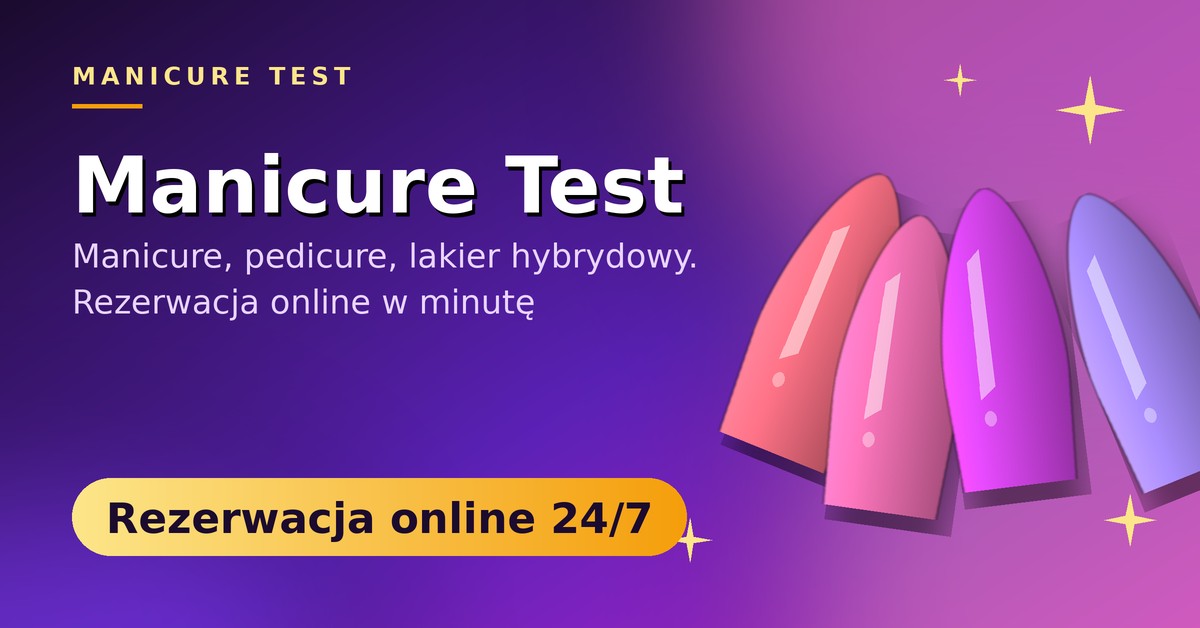 MANICURE TEST
Manicure Test
Manicure, pedicure, lakier hybrydowy.
Rezerwacja online w minutę
Rezerwacja online 24/7